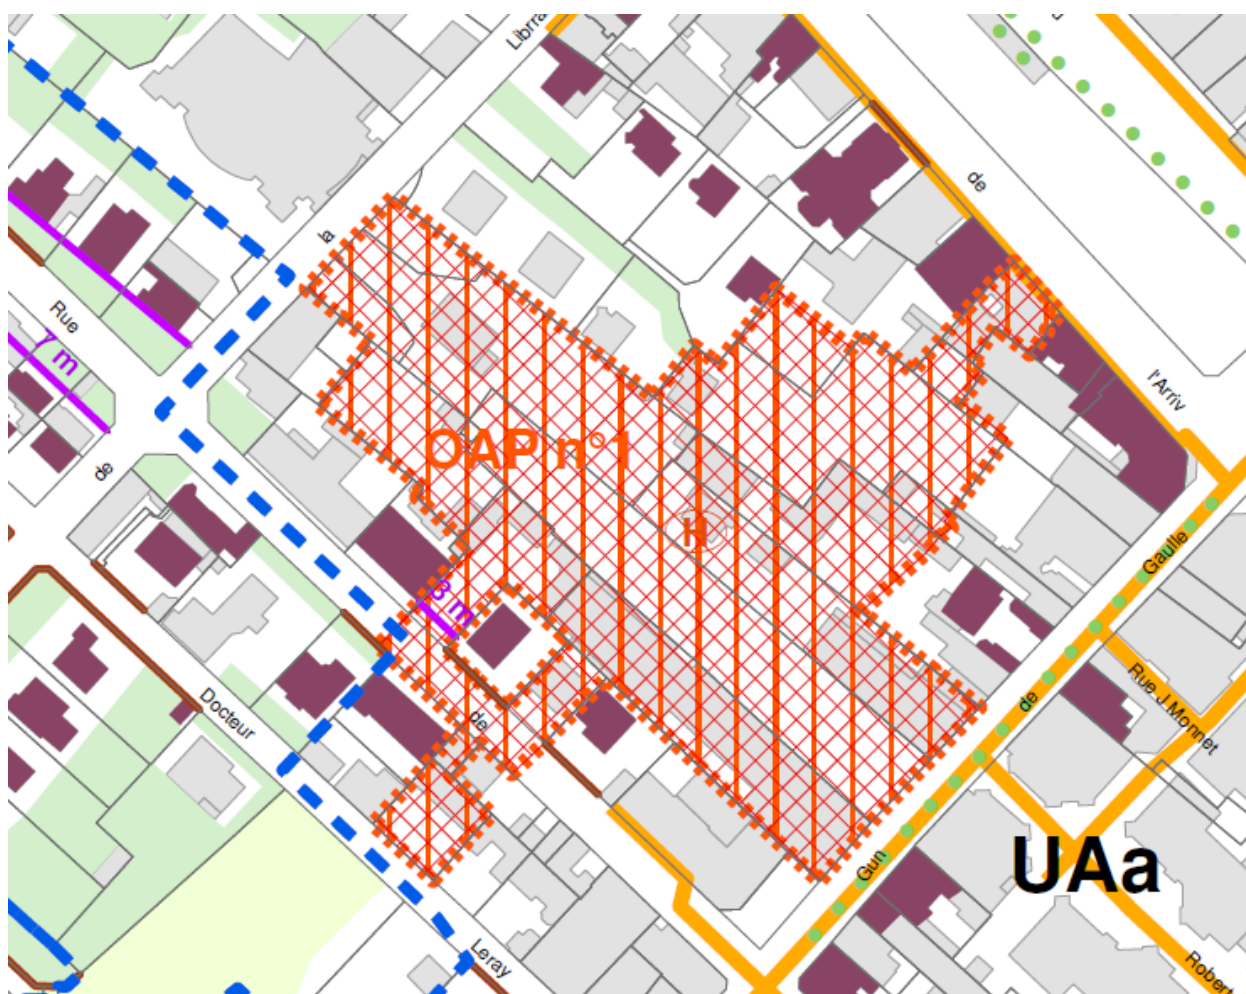 Librra
de
la
Rue
7 m
l'Arriv
OAP n°1
de
H
Gaulle
3 m
Rue J Monnet
de
Docteur
de
UAa
Gun
Leray
Robert